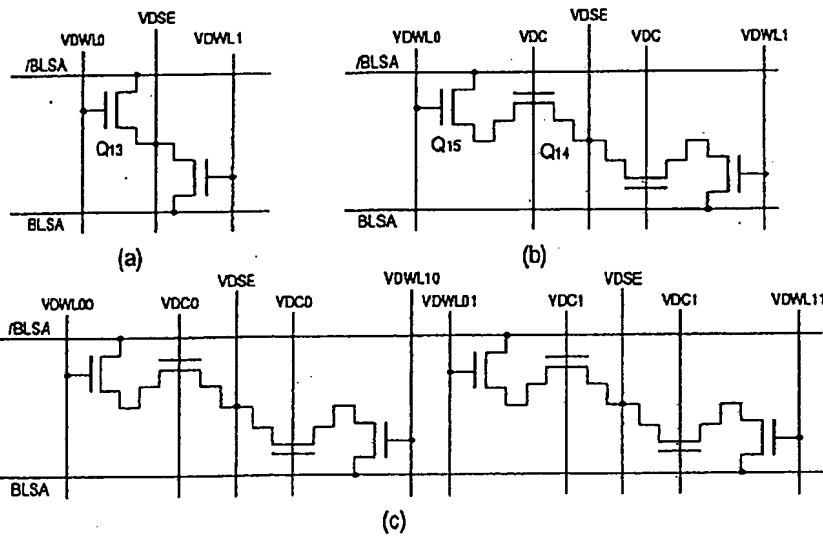 VDWL0 VDSE VDWL1
/BLSA
Q13
BLSA
(a)
VDWL0 VDC VDSE VDC VDWL1
/BLSA
Q15 Q14
BLSA
(b)
VDWL00 VDC0 VDSE VDC0 VDWL10 VDWL01 VDC1 VDSE VDC1 VDWL11
/BLSA
BLSA
(c)